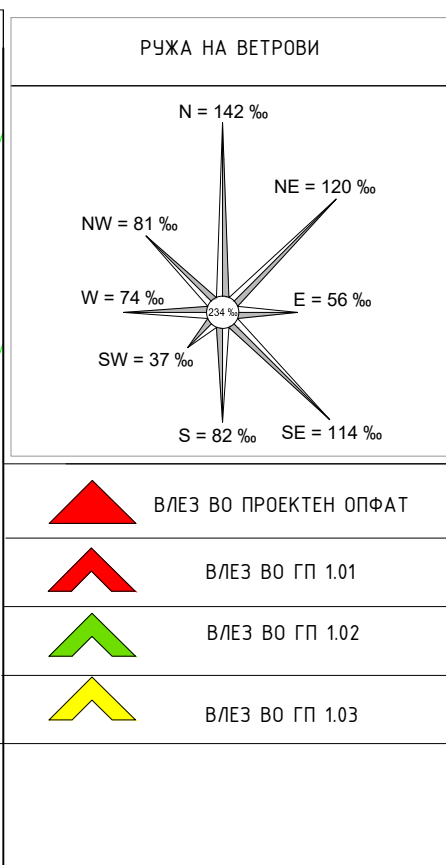 РУЖА НА ВЕТРОВИ
N = 142 ‰
NE = 120 ‰
NW = 81 ‰
W = 74 ‰
E = 56 ‰
234 ‰
SW = 37 ‰
S = 82 ‰
SE = 114 ‰
ВЛЕЗ ВО ПРОЕКТЕН ОПФАТ
ВЛЕЗ ВО ГП 1.01
ВЛЕЗ ВО ГП 1.02
ВЛЕЗ ВО ГП 1.03